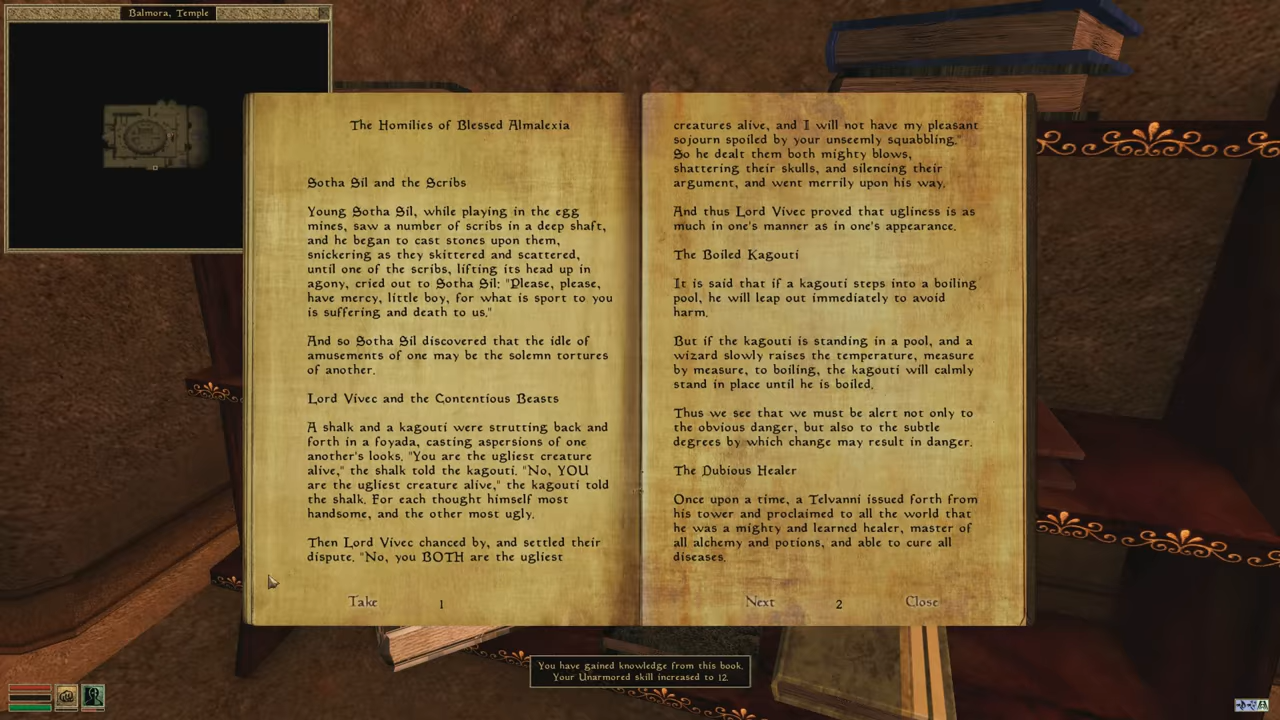 Balmora, Temple
The Homilies of Blessed Almalexia
Sotha Sil and the Scribs
Young Sotha Sil, while playing in the egg
mines, saw a number of scribs in a deep shaft,
and he began to cast stones upon them,
snickering as they skittered and scattered,
until one of the scribs, lifting its head up in
agony, cried out to Sotha Sil: "Please, please,
have mercy, little boy, for what is sport to you
is suffering and death to us."
And so Sotha Sil discovered that the idle of
amusements of one may be the solemn tortures
of another.
Lord Vivec and the Contentious Beasts
A shalk and a kagouti were strutting back and
forth in a foyada, casting aspersions of one
another's looks. "You are the ugliest creature
alive," the shalk told the kagouti. "No, YOU
are the ugliest creature alive," the kagouti told
the shalk. For each thought himself most
handsome, and the other most ugly.
Then Lord Vivec chanced by, and settled their
dispute. "No, you BOTH are the ugliest
Take
1
creatures alive, and I will not have my pleasant
sojourn spoiled by your unseemly squabbling."
So he dealt them both mighty blows,
shattering their skulls, and silencing their
argument, and went merrily upon his way.
And thus Lord Vivec proved that ugliness is as
much in one's manner as in one's appearance.
The Boiled Kagouti
It is said that if a kagouti steps into a boiling
pool, he will leap out immediately to avoid
harm.
But if the kagouti is standing in a pool, and a
wizard slowly raises the temperature, measure
by measure, to boiling, the kagouti will calmly
stand in place until he is boiled.
Thus we see that we must be alert not only to
the obvious danger, but also to the subtle
degrees by which change may result in danger.
The Dubious Healer
Once upon a time, a Telvanni issued forth from
his tower and proclaimed to all the world that
he was a mighty and learned healer, master of
all alchemy and potions, and able to cure all
diseases.
Next
2
Close
You have gained knowledge from this book.
Your Unarmored skill increased to 12.